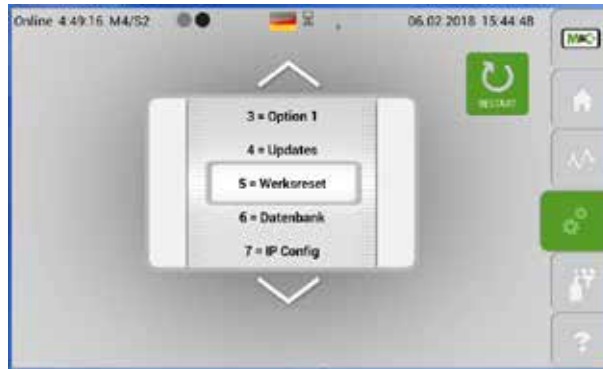 Online 4:49:16 M4/S2
06.02.2018 15:44:48
RESTART
3 = Option 1
4 = Updates
5 = Werksreset
6 = Datenbank
7 = IP Config
?